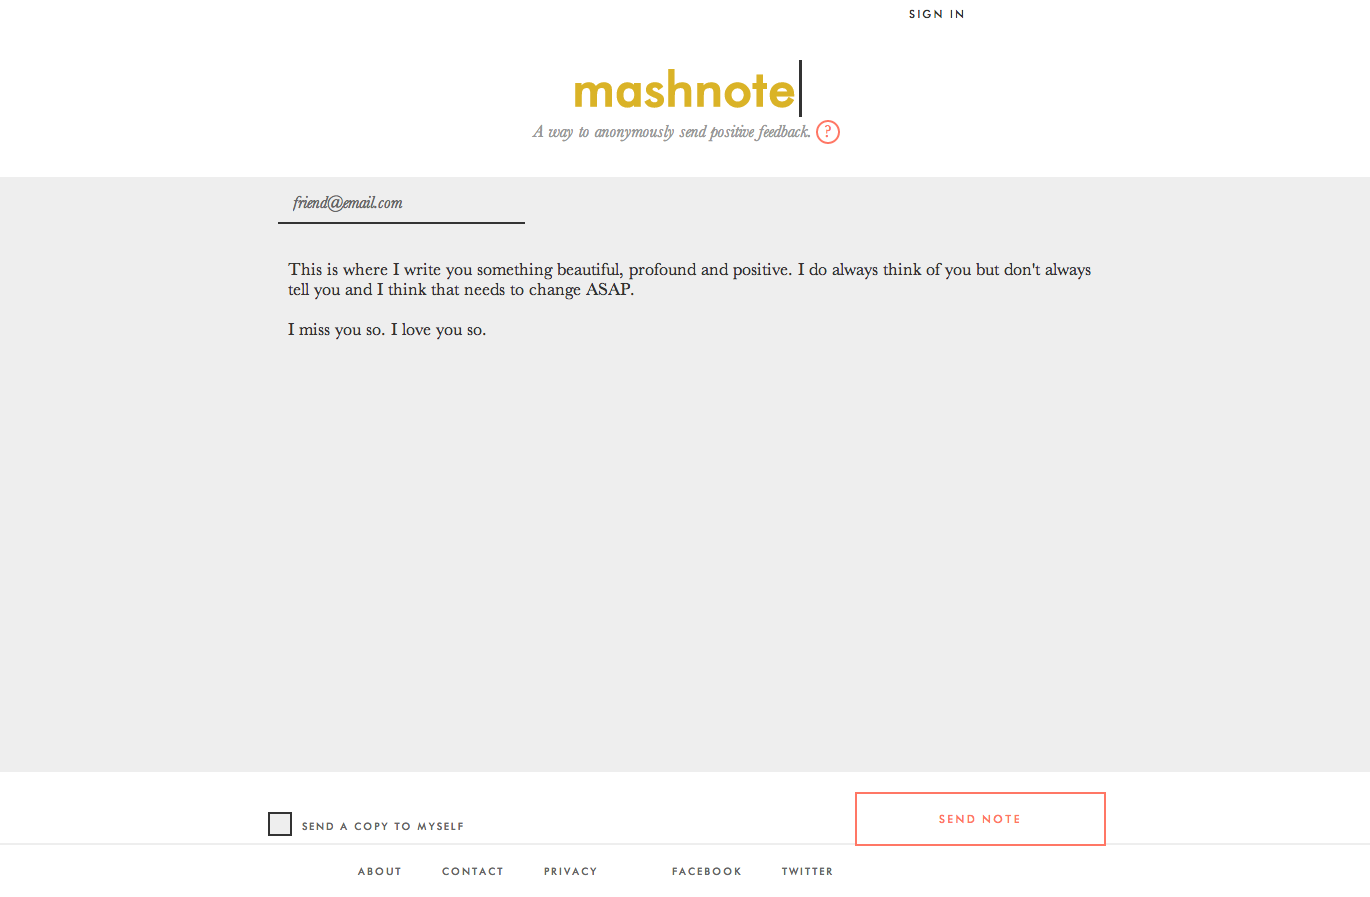 SIGN IN
mashnote
A way to anonymously send positive feedback. ?
friend@email.com
This is where I write you something beautiful, profound and positive. I do always think of you but don't always
tell you and I think that needs to change ASAP.
I miss you so. I love you so.
SEND A COPY TO MYSELF
SEND NOTE
ABOUT CONTACT PRIVACY FACEBOOK TWITTER